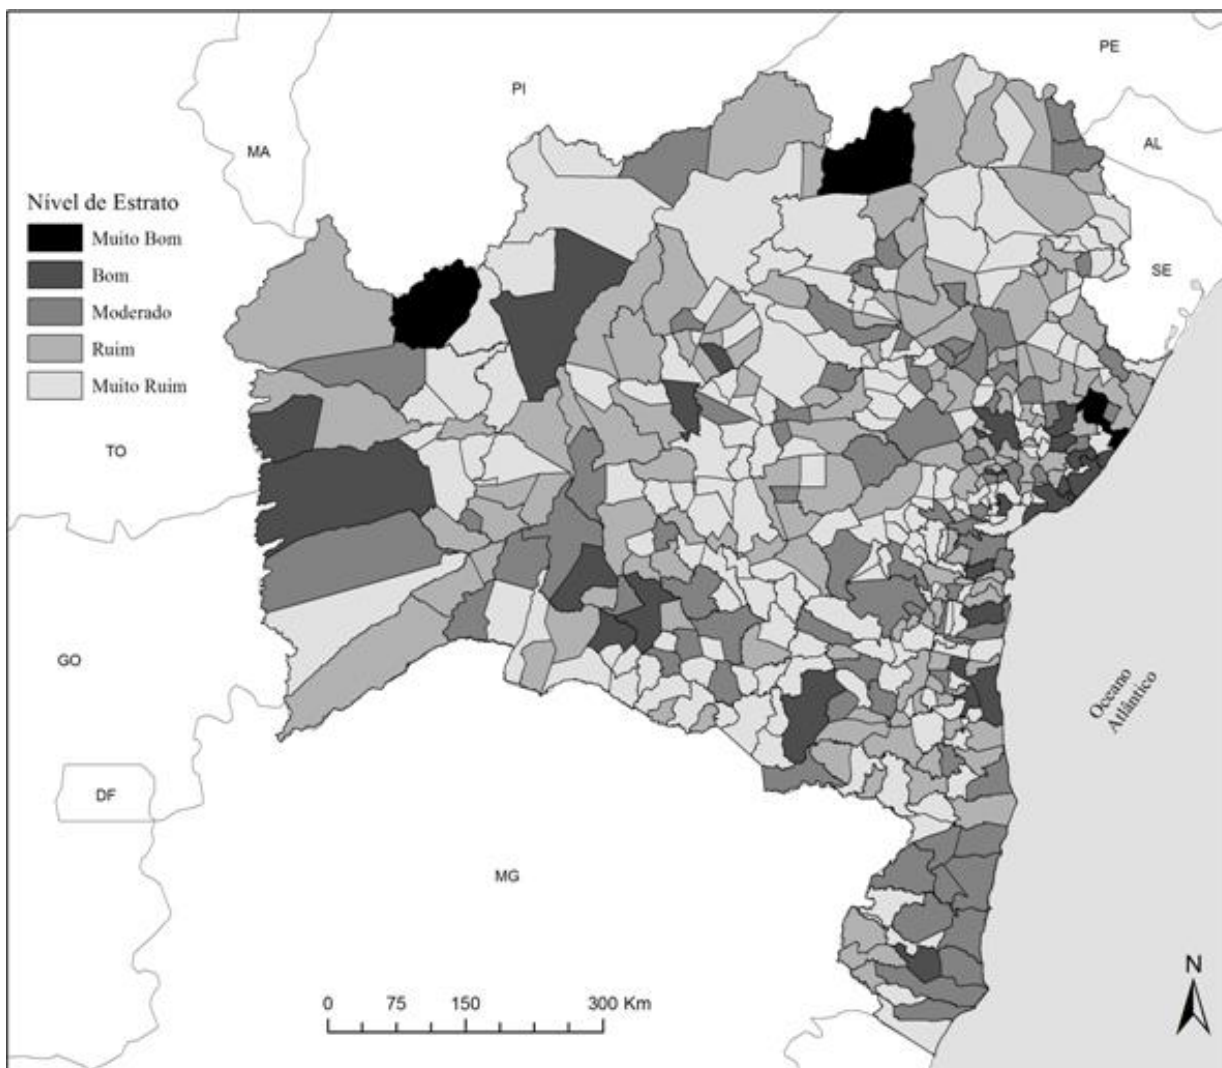 PE
PI
AL
MA
Nível de Estrato
Muito Bom
Bom
Moderado
Ruim
Muito Ruim
SE
TO
GO
Oceano
Atlântico
DF
MG
N
0 75 150 300 Km